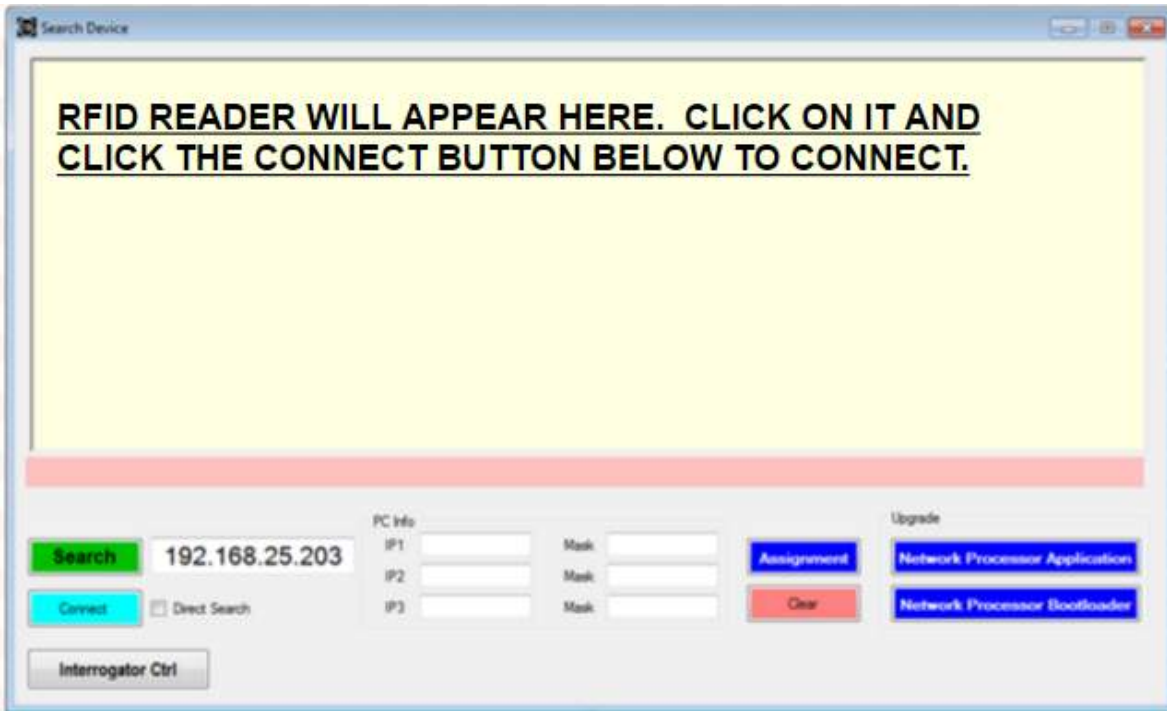 Search Device
RFID READER WILL APPEAR HERE. CLICK ON IT AND
CLICK THE CONNECT BUTTON BELOW TO CONNECT.
PC Info
Upgrade
Search
192.168.25.203
IP1
Mask
Assignment
Network Processor Application
IP2
Mask
Connect
Direct Search
IP3
Mask
Clear
Network Processor Bootloader
Interrogator Ctrl